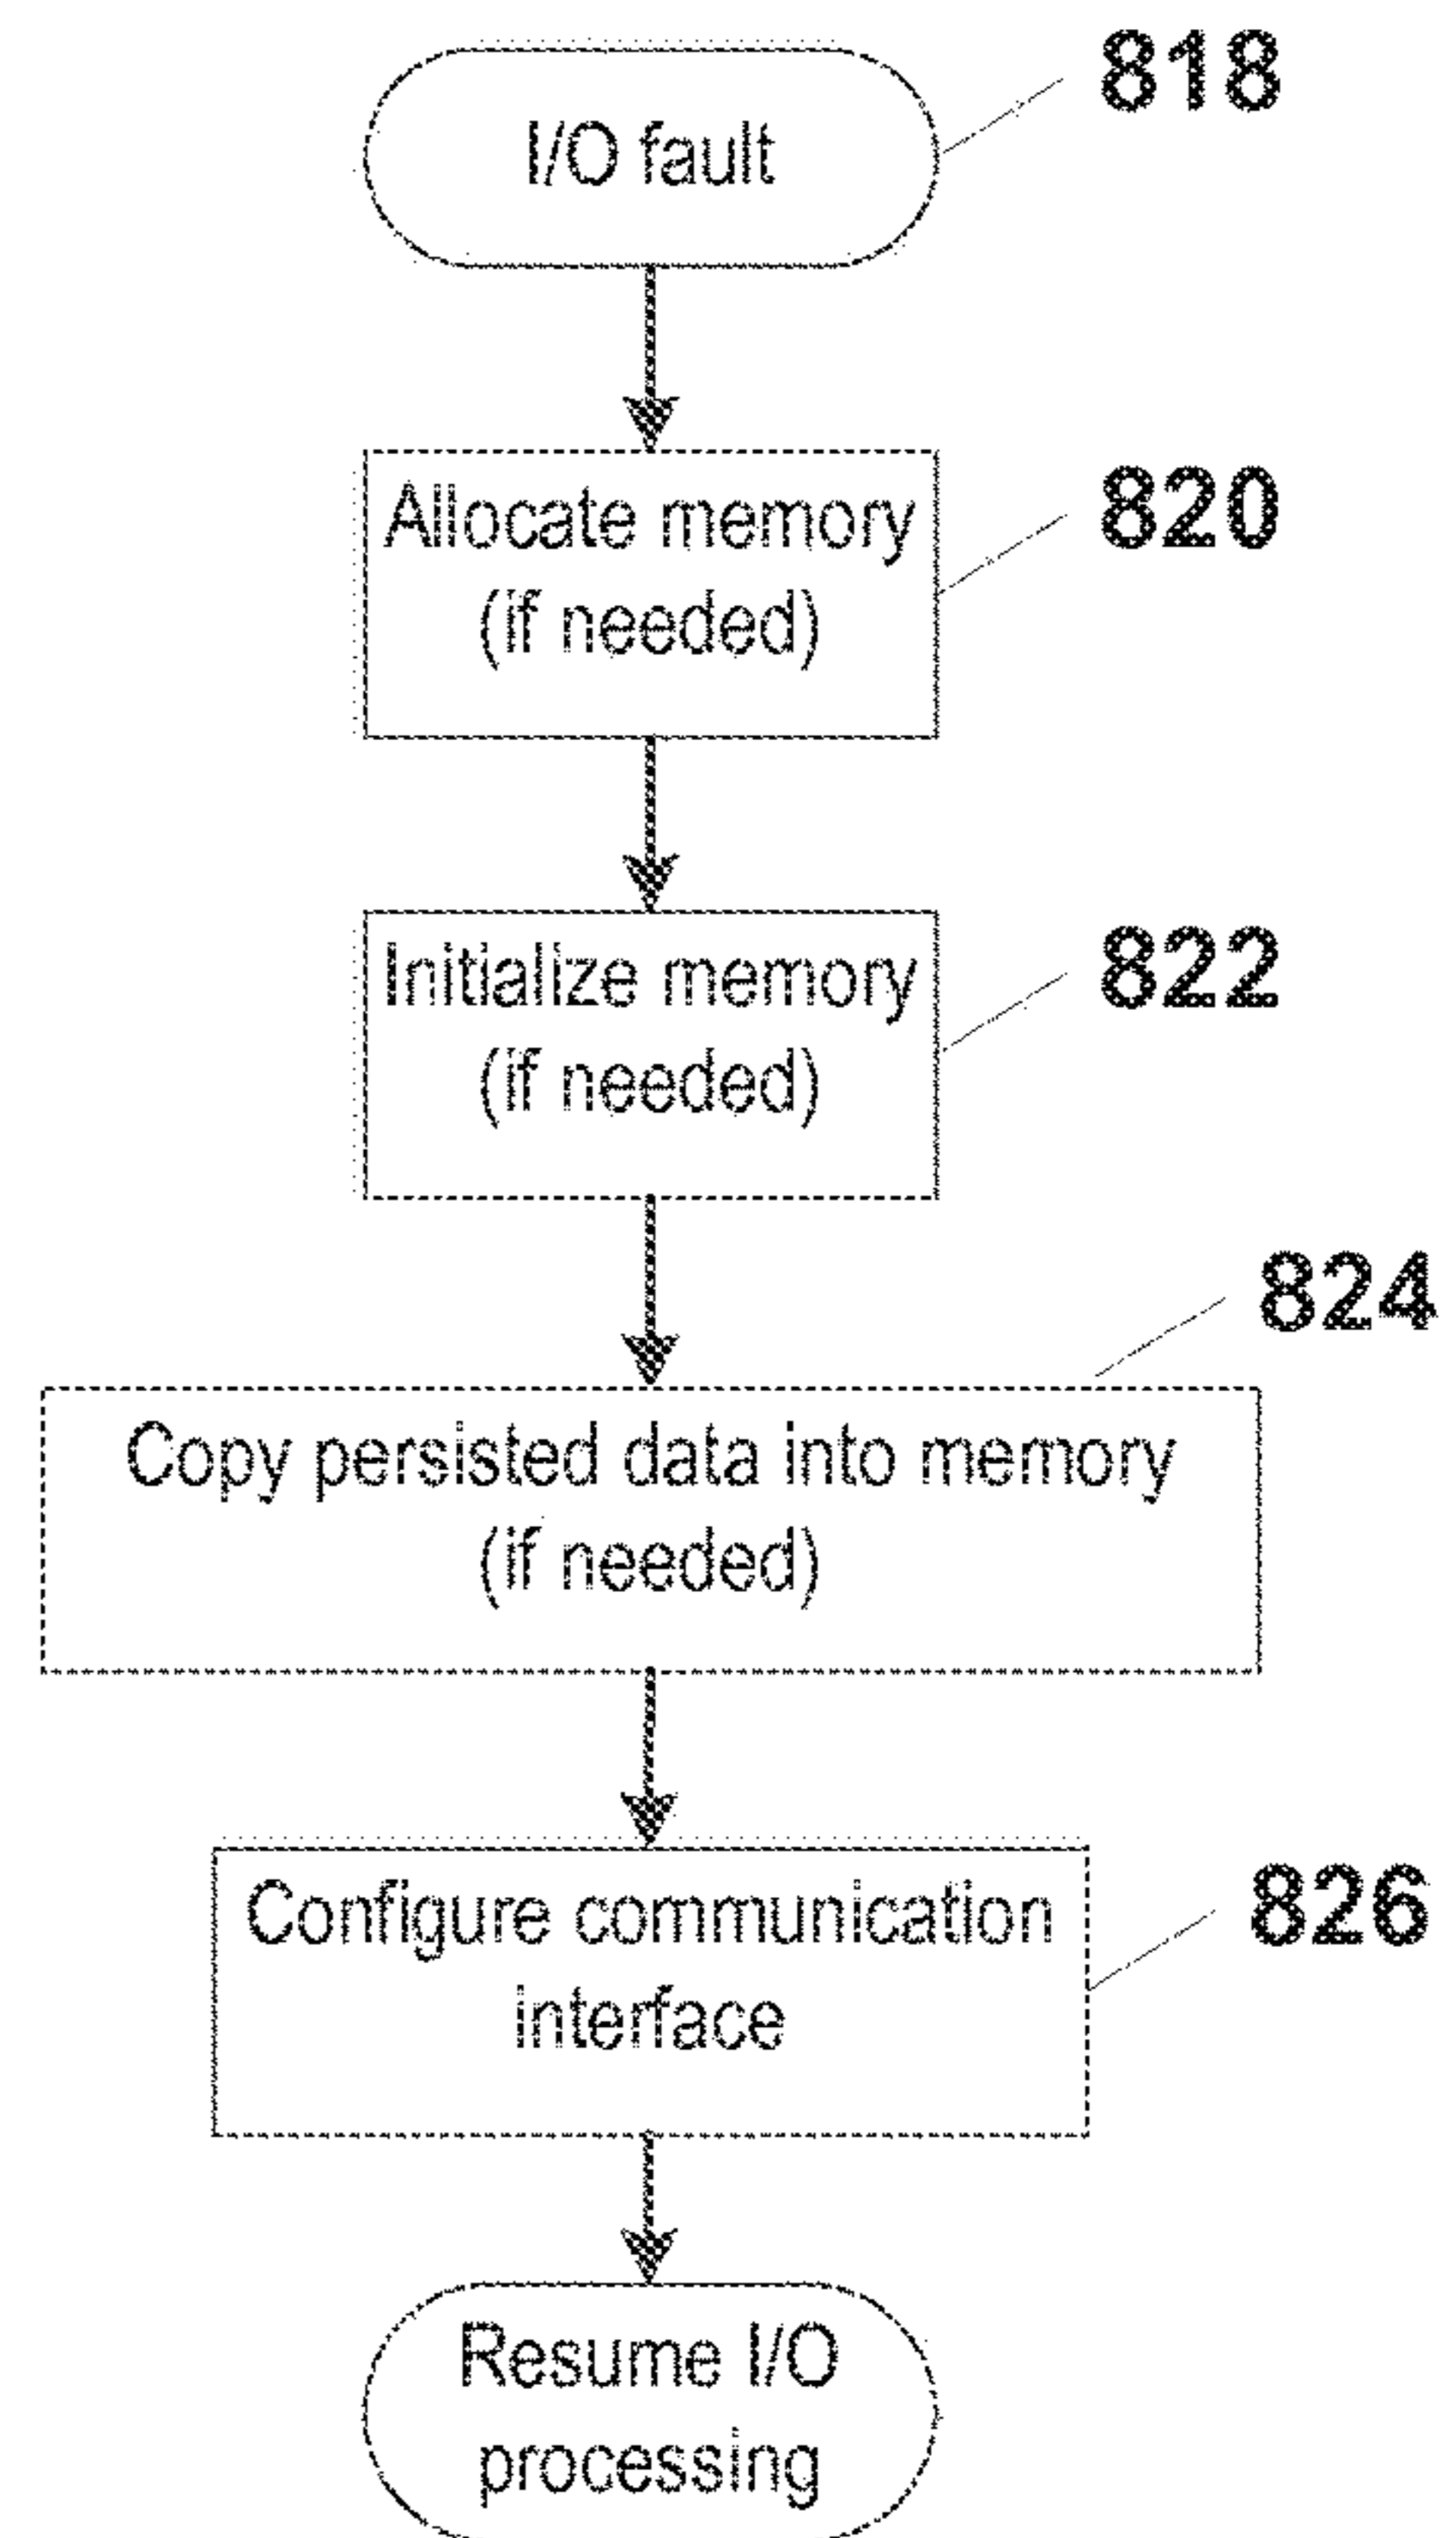 818
I/O fault
820
Allocate memory
(if needed)
822
Initialize memory
(if needed)
824
Copy persisted data into memory
(if needed)
826
Configure communication
interface
Resume I/O
processing